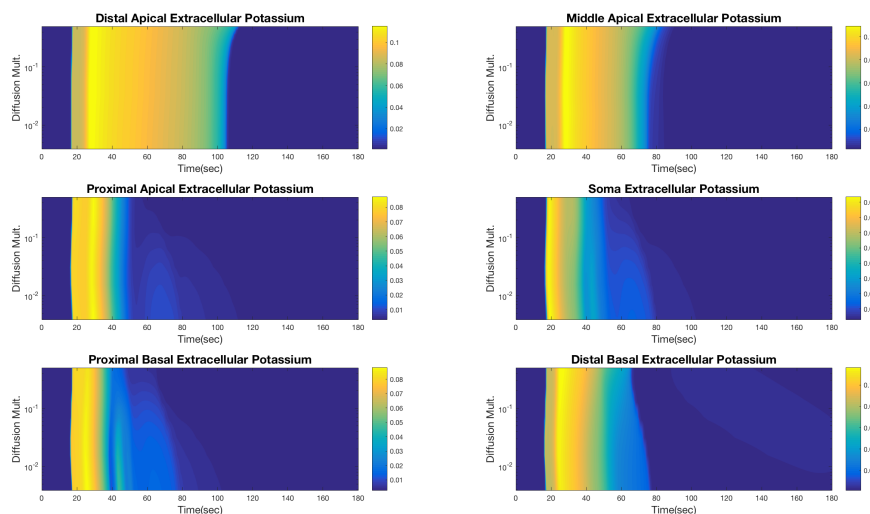 Distal Apical Extracellular Potassium
Diffusion Mult.
10⁻¹
10⁻²
0 20 40 60 80 100 120 140 160 180
Time(sec)
0.1
0.08
0.06
0.04
0.02
Middle Apical Extracellular Potassium
Diffusion Mult.
10⁻¹
10⁻²
0 20 40 60 80 100 120 140 160 180
Time(sec)
Proximal Apical Extracellular Potassium
Diffusion Mult.
10⁻¹
10⁻²
0 20 40 60 80 100 120 140 160 180
Time(sec)
0.08
0.07
0.06
0.05
0.04
0.03
0.02
0.01
Soma Extracellular Potassium
Diffusion Mult.
10⁻¹
10⁻²
0 20 40 60 80 100 120 140 160 180
Time(sec)
Proximal Basal Extracellular Potassium
Diffusion Mult.
10⁻¹
10⁻²
0 20 40 60 80 100 120 140 160 180
Time(sec)
0.08
0.07
0.06
0.05
0.04
0.03
0.02
0.01
Distal Basal Extracellular Potassium
Diffusion Mult.
10⁻¹
10⁻²
0 20 40 60 80 100 120 140 160 180
Time(sec)